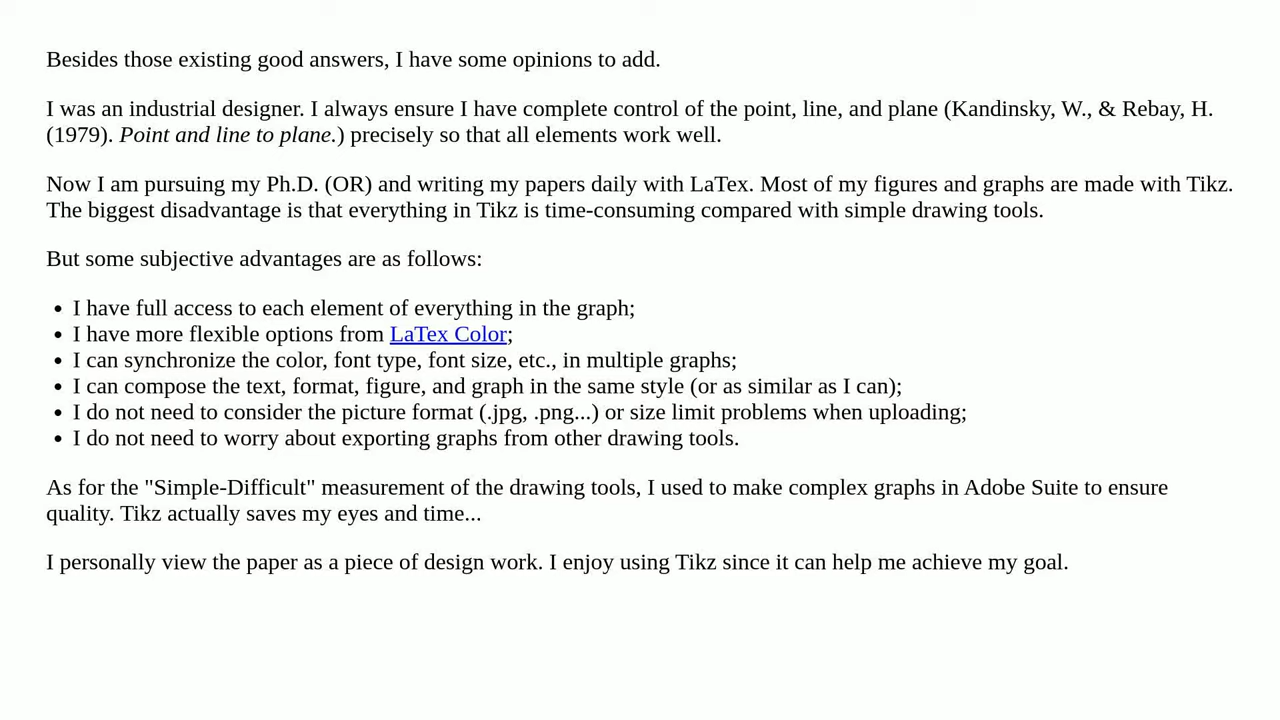 Besides those existing good answers, I have some opinions to add.
I was an industrial designer. I always ensure I have complete control of the point, line, and plane (Kandinsky, W., & Rebay, H.
(1979). Point and line to plane.) precisely so that all elements work well.
Now I am pursuing my Ph.D. (OR) and writing my papers daily with LaTex. Most of my figures and graphs are made with Tikz.
The biggest disadvantage is that everything in Tikz is time-consuming compared with simple drawing tools.
But some subjective advantages are as follows:
• I have full access to each element of everything in the graph;
• I have more flexible options from LaTex Color;
• I can synchronize the color, font type, font size, etc., in multiple graphs;
• I can compose the text, format, figure, and graph in the same style (or as similar as I can);
• I do not need to consider the picture format (.jpg, .png...) or size limit problems when uploading;
• I do not need to worry about exporting graphs from other drawing tools.
As for the "Simple-Difficult" measurement of the drawing tools, I used to make complex graphs in Adobe Suite to ensure
quality. Tikz actually saves my eyes and time...
I personally view the paper as a piece of design work. I enjoy using Tikz since it can help me achieve my goal.